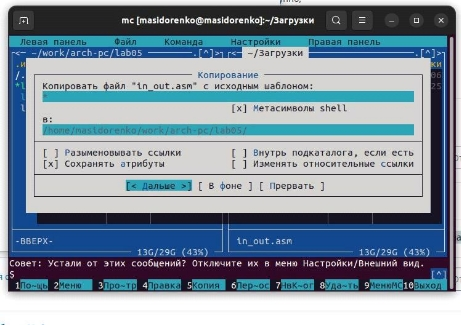 mc [masidorenko@masidorenko]:~/Загрузки
Левая панель Файл Команда Настройки Правая панель
<— ~/work/arch-pc/lab05 .[^]> <— ~/Загрузки .[^]>
Копирование
Копировать файл "in_out.asm" с исходным шаблоном:
*
[x] Метасимволы shell
в:
/home/masidorenko/work/arch-pc/lab05/
[ ] Разыменовывать ссылки [ ] Внутрь подкаталога, если есть
[x] Сохранять атрибуты [ ] Изменять относительные ссылки
[< Дальше >] [ В фоне ] [ Прервать ]
-ВВЕРХ- in_out.asm
13G/29G (43%) 13G/29G (43%)
Совет: Устали от этих сообщений? Отключите их в меню Настройки/Внешний вид.
$ [^]
1По~щь 2Меню 3Про~тр 4Правка 5Копия 6Пер~ос 7НвК~ог 8Уда~ть 9МенюMC 10Выход